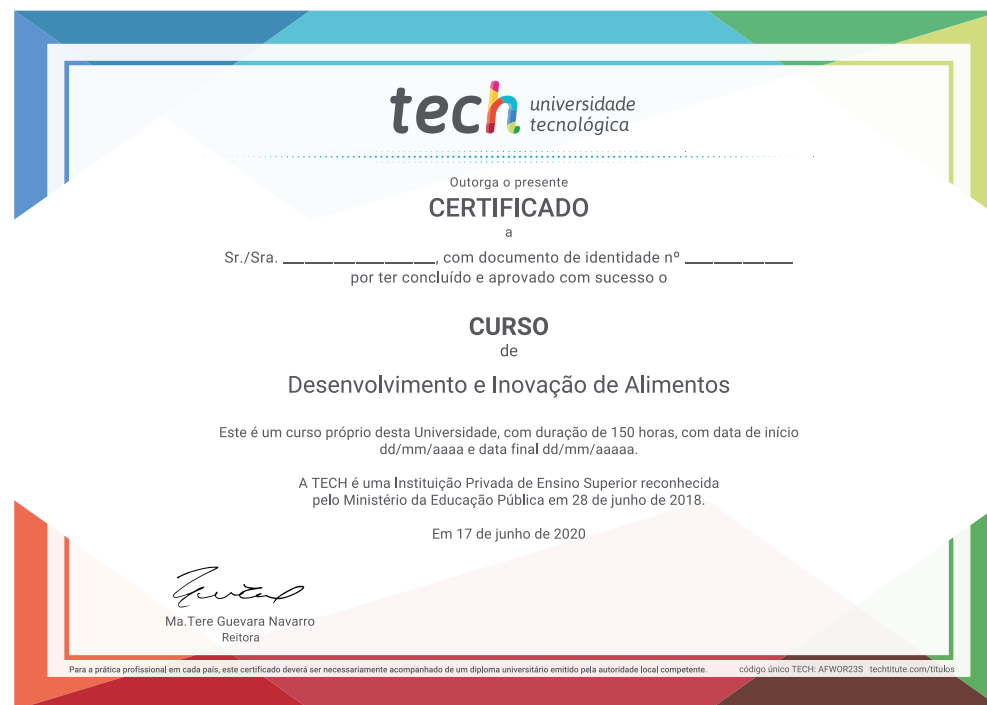 tech universidade
tecnológica
Outorga o presente
CERTIFICADO
a
Sr./Sra. ______________, com documento de identidade nº __________
por ter concluído e aprovado com sucesso o
CURSO
de
Desenvolvimento e Inovação de Alimentos
Este é um curso próprio desta Universidade, com duração de 150 horas, com data de início
dd/mm/aaaa e data final dd/mm/aaaaa.
A TECH é uma Instituição Privada de Ensino Superior reconhecida
pelo Ministério da Educação Pública em 28 de junho de 2018.
Em 17 de junho de 2020
Ma.Tere Guevara Navarro
Reitora
Para a prática profissional em cada país, este certificado deverá ser necessariamente acompanhado de um diploma universitário emitido pela autoridade local competente. código único TECH: AFWOR23S techtitute.com/titulos